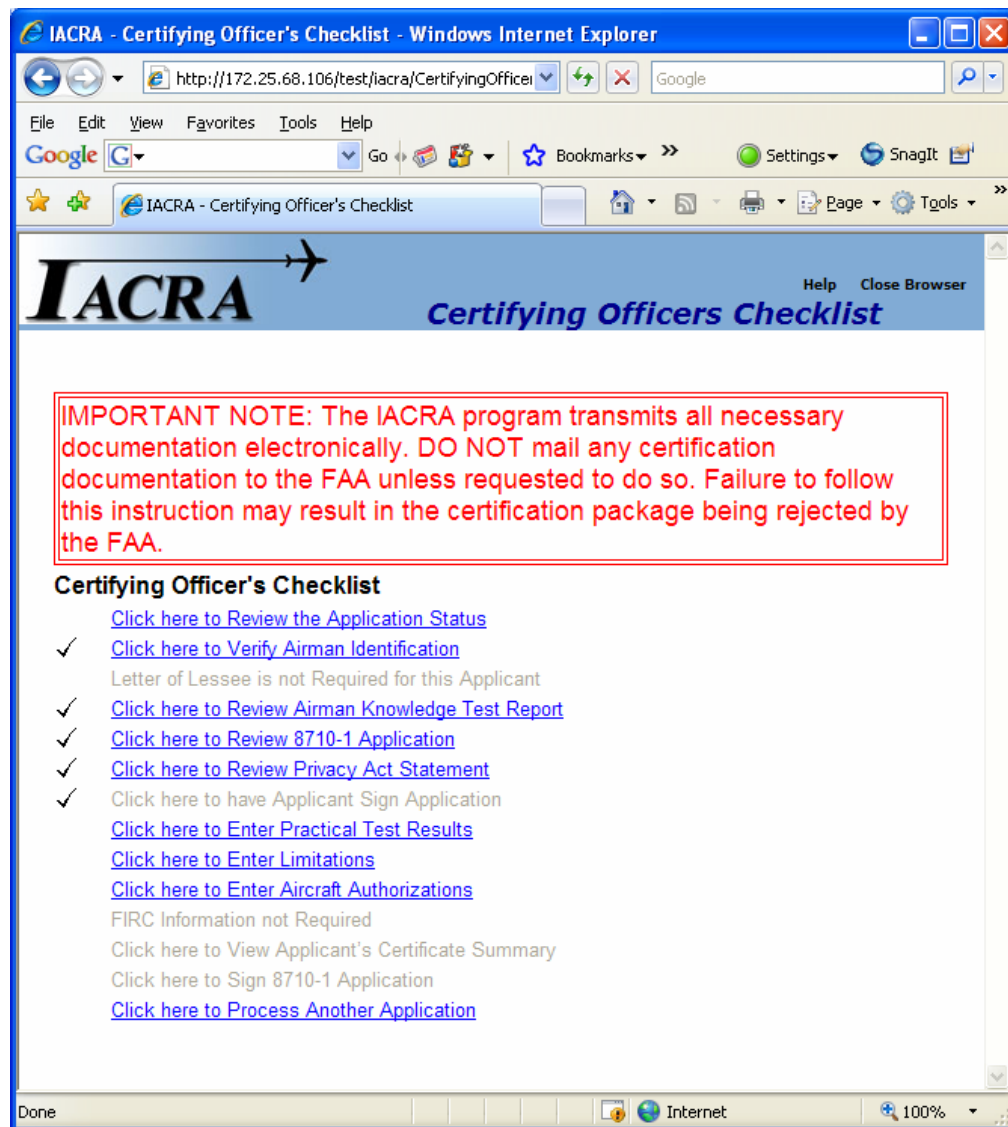 IACRA - Certifying Officer's Checklist - Windows Internet Explorer
http://172.25.68.106/test/iacra/CertifyingOfficer
Google
File Edit View Favorites Tools Help
Google G Go Bookmarks >> Settings SnagIt
IACRA - Certifying Officer's Checklist Page Tools >>
IACRA
Help Close Browser
Certifying Officers Checklist
IMPORTANT NOTE: The IACRA program transmits all necessary
documentation electronically. DO NOT mail any certification
documentation to the FAA unless requested to do so. Failure to follow
this instruction may result in the certification package being rejected by
the FAA.
Certifying Officer's Checklist
Click here to Review the Application Status
✓ Click here to Verify Airman Identification
Letter of Lessee is not Required for this Applicant
✓ Click here to Review Airman Knowledge Test Report
✓ Click here to Review 8710-1 Application
✓ Click here to Review Privacy Act Statement
✓ Click here to have Applicant Sign Application
Click here to Enter Practical Test Results
Click here to Enter Limitations
Click here to Enter Aircraft Authorizations
FIRC Information not Required
Click here to View Applicant's Certificate Summary
Click here to Sign 8710-1 Application
Click here to Process Another Application
Done Internet 100%